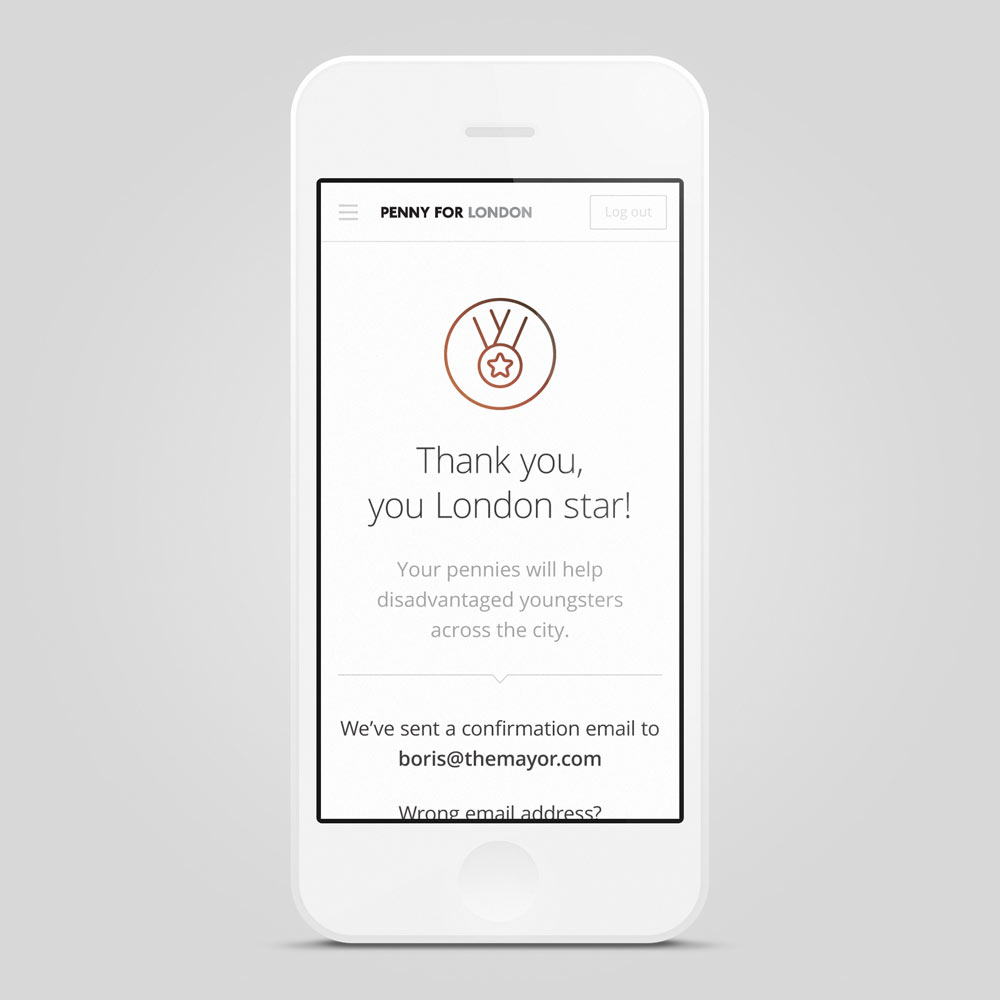 PENNY FOR LONDON
Log out
Thank you,
you London star!
Your pennies will help
disadvantaged youngsters
across the city.
We’ve sent a confirmation email to
boris@themayor.com
Wrong email address?